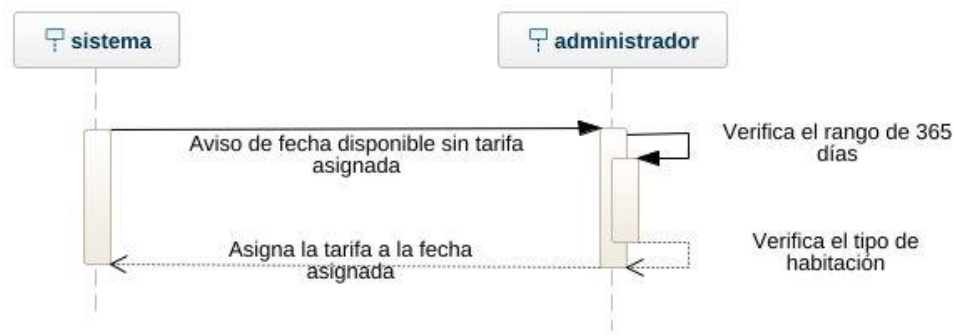 sistema
administrador
Aviso de fecha disponible sin tarifa
asignada
Verifica el rango de 365
días
Asigna la tarifa a la fecha
asignada
Verifica el tipo de
habitación